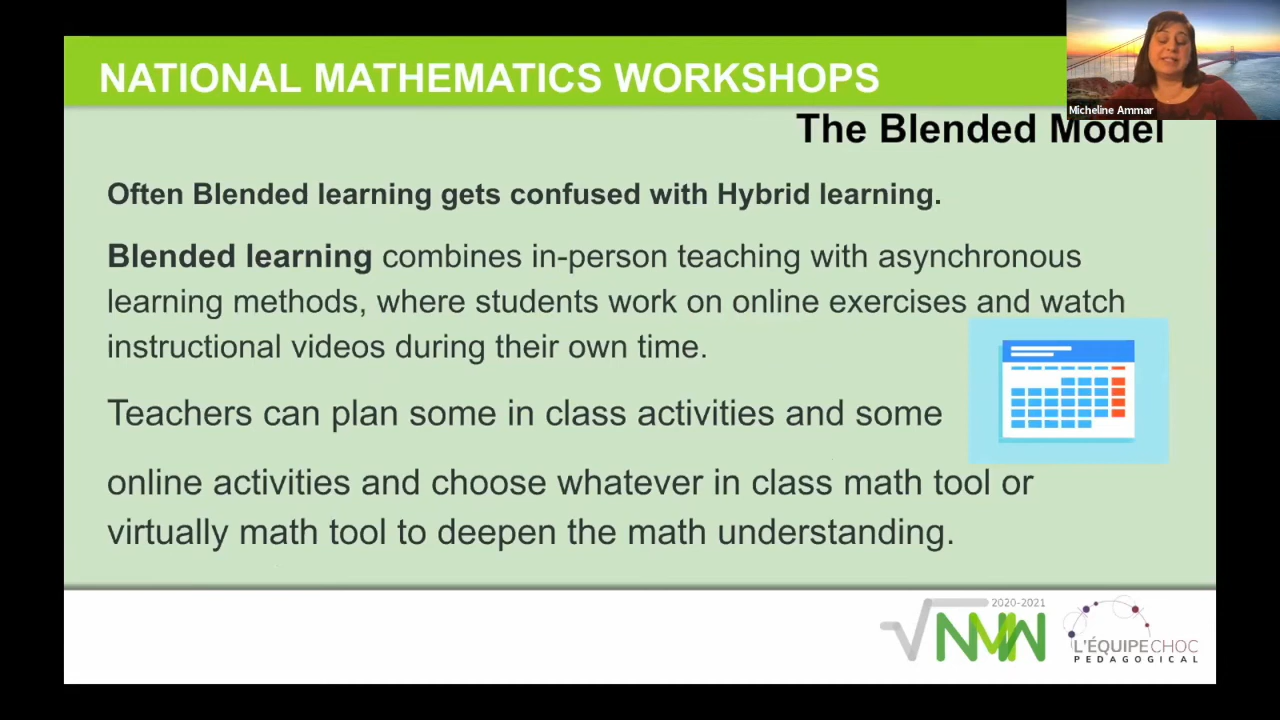 NATIONAL MATHEMATICS WORKSHOPS
Micheline Ammar
The Blended Model
Often Blended learning gets confused with Hybrid learning.
Blended learning combines in-person teaching with asynchronous
learning methods, where students work on online exercises and watch
instructional videos during their own time.
Teachers can plan some in class activities and some
online activities and choose whatever in class math tool or
virtually math tool to deepen the math understanding.
2020-2021
NMW
L'ÉQUIPECHOC
PEDAGOGICAL